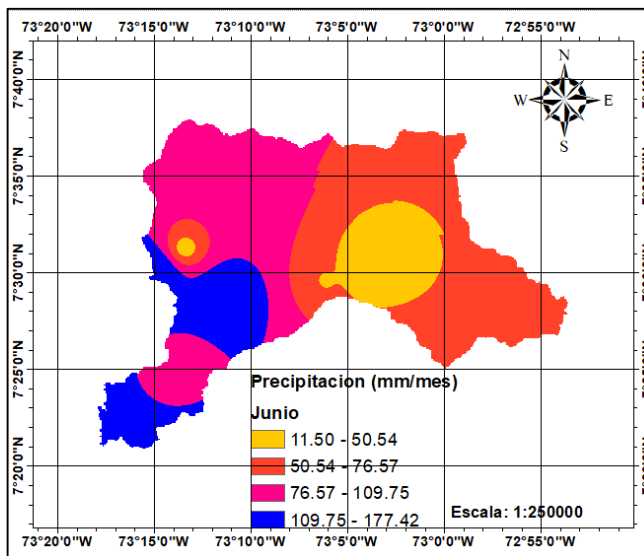 73°20'0"W 73°15'0"W 73°10'0"W 73°5'0"W 73°0'0"W 72°55'0"W
7°40'0"N
7°35'0"N
7°30'0"N
7°25'0"N
7°20'0"N
N
W E
S
Precipitacion (mm/mes)
Junio
11.50 - 50.54
50.54 - 76.57
76.57 - 109.75
109.75 - 177.42
Escala: 1:250000
73°20'0"W 73°15'0"W 73°10'0"W 73°5'0"W 73°0'0"W 72°55'0"W